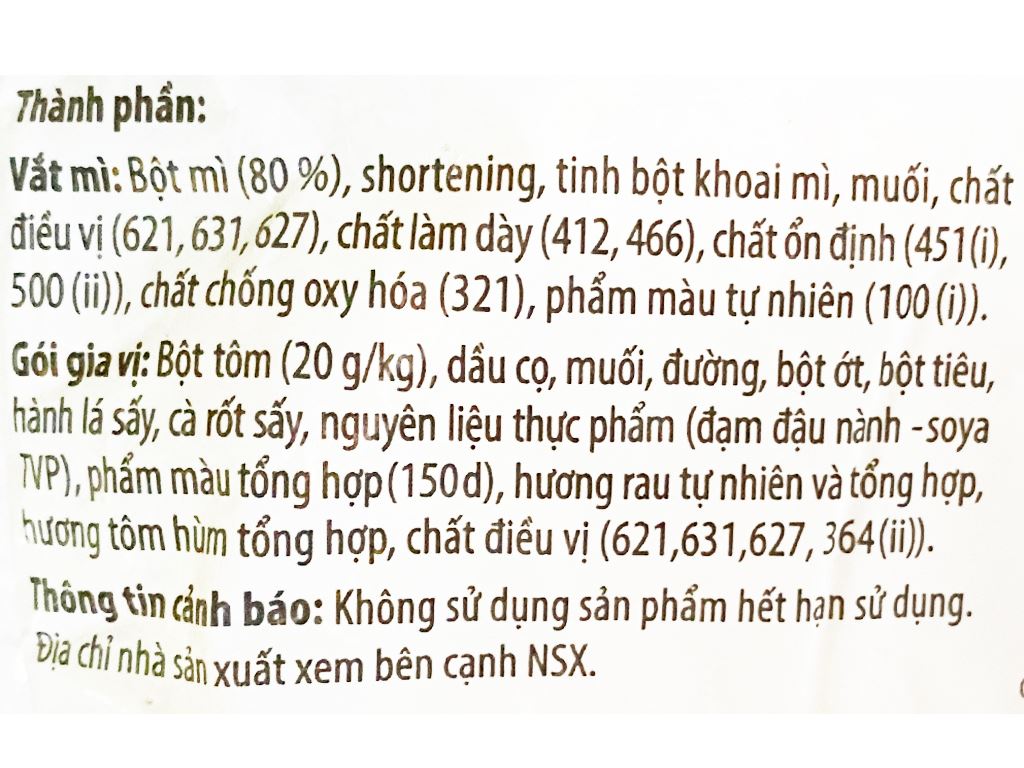 Thành phần:
Vắt mì: Bột mì (80 %), shortening, tinh bột khoai mì, muối, chất
điều vị (621, 631, 627), chất làm dày (412, 466), chất ổn định (451(i),
500 (ii)), chất chống oxy hóa (321), phẩm màu tự nhiên (100 (i)).
Gói gia vị: Bột tôm (20 g/kg), dầu cọ, muối, đường, bột ớt, bột tiêu,
hành lá sấy, cà rốt sấy, nguyên liệu thực phẩm (đạm đậu nành -soya
TVP), phẩm màu tổng hợp (150d), hương rau tự nhiên và tổng hợp,
hương tôm hùm tổng hợp, chất điều vị (621,631,627, 364(ii)).
Thông tin cảnh báo: Không sử dụng sản phẩm hết hạn sử dụng.
Địa chỉ nhà sản xuất xem bên cạnh NSX.